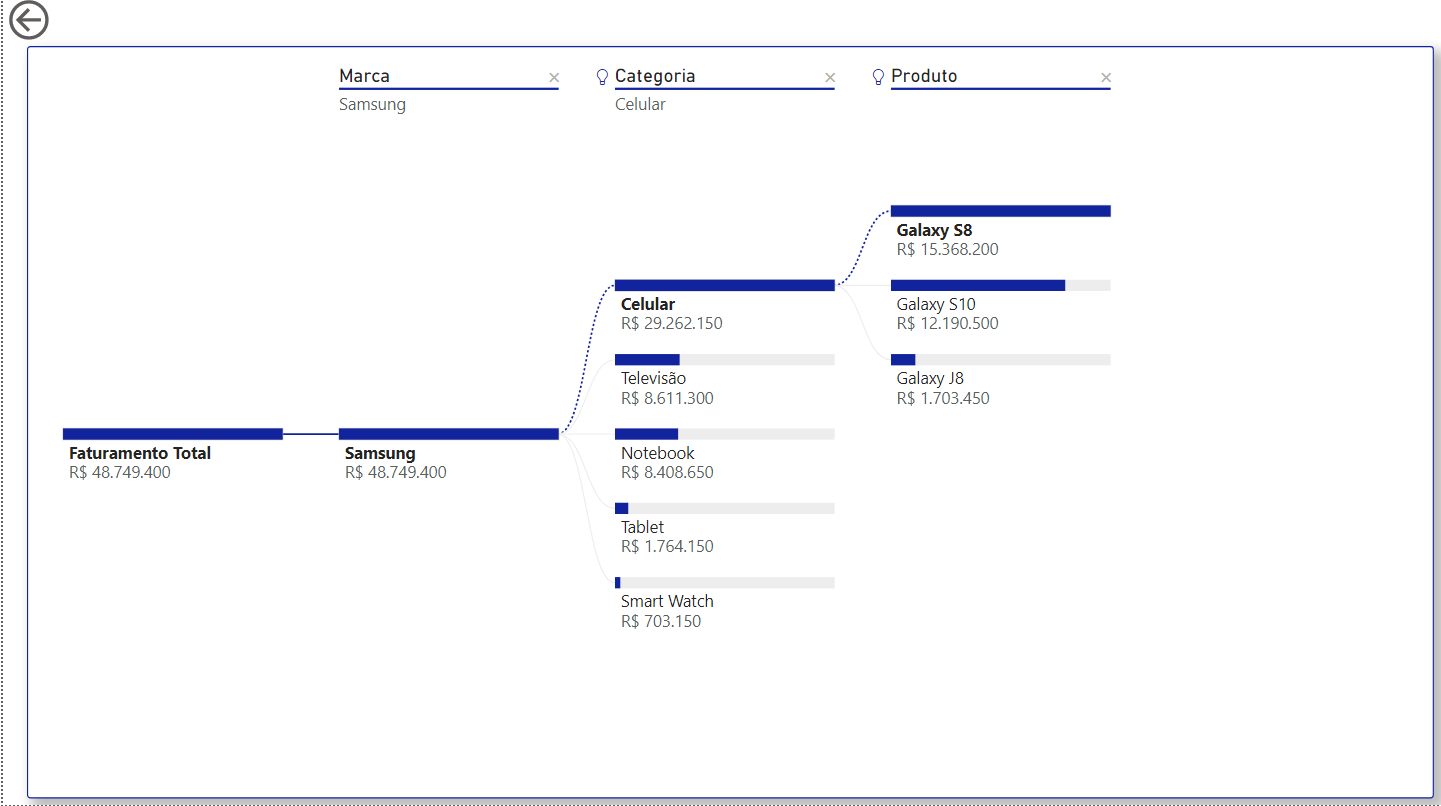 Marca
Samsung
Categoria
Celular
Produto
Faturamento Total
R$ 48.749.400
Samsung
R$ 48.749.400
Celular
R$ 29.262.150
Televisão
R$ 8.611.300
Notebook
R$ 8.408.650
Tablet
R$ 1.764.150
Smart Watch
R$ 703.150
Galaxy S8
R$ 15.368.200
Galaxy S10
R$ 12.190.500
Galaxy J8
R$ 1.703.450